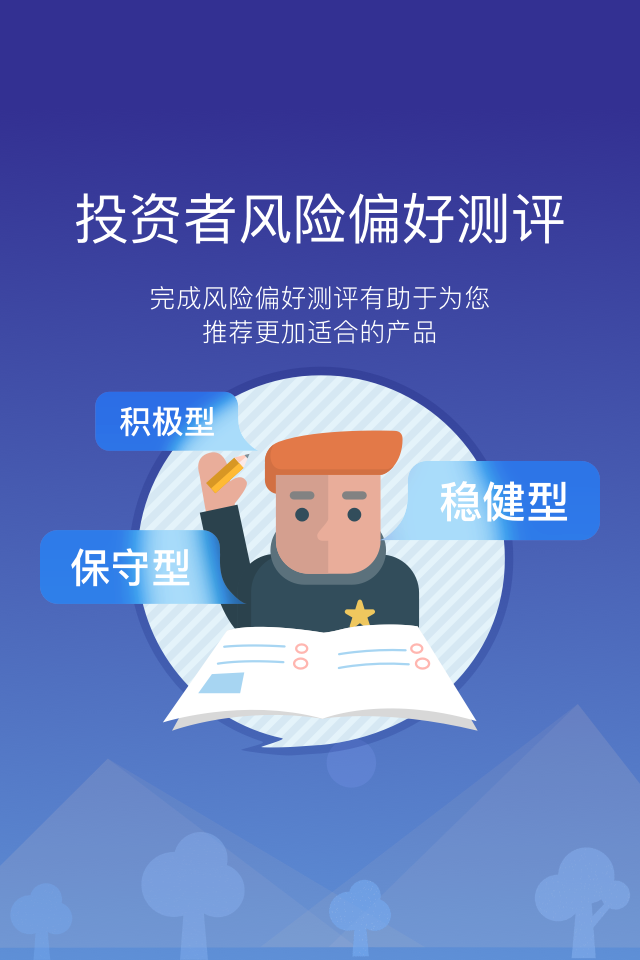 投资者风险偏好测评
完成风险偏好测评有助于为您
推荐更加适合的产品
积极型
稳健型
保守型